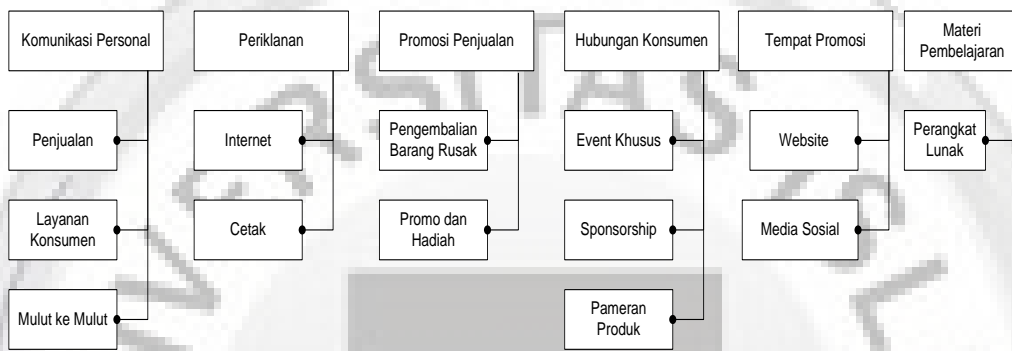 Komunikasi Personal
Periklanan
Promosi Penjualan
Hubungan Konsumen
Tempat Promosi
Materi
Pembelajaran
Penjualan
Internet
Pengembalian
Barang Rusak
Event Khusus
Website
Perangkat
Lunak
Layanan
Konsumen
Cetak
Promo dan
Hadiah
Sponsorship
Media Sosial
Mulut ke Mulut
Pameran
Produk